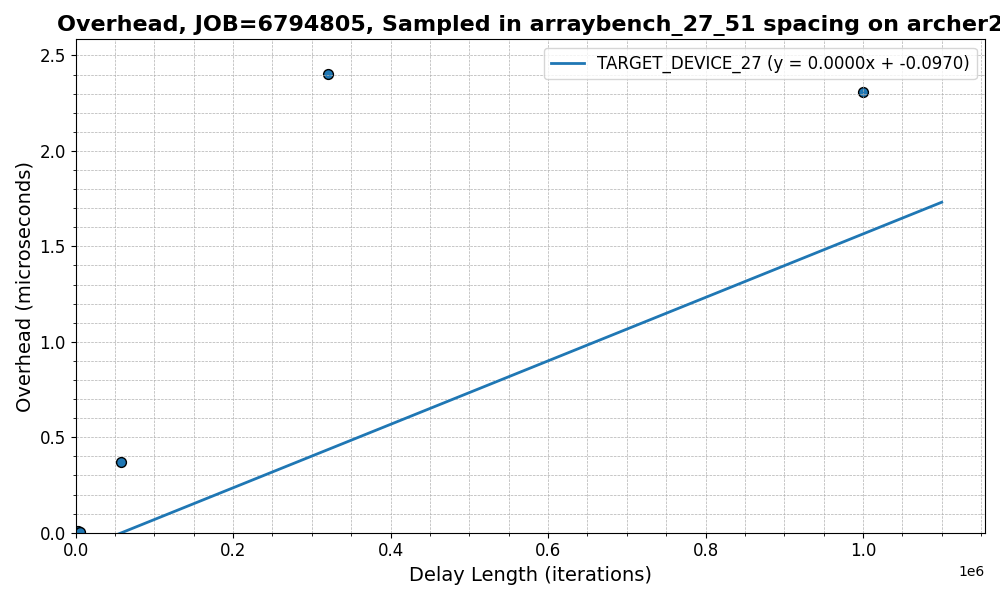 Overhead, JOB=6794805, Sampled in arraybench_27_51 spacing on archer2
TARGET_DEVICE_27 (y = 0.0000x + -0.0970)
Overhead (microseconds)
2.5
2.0
1.5
1.0
0.5
0.0
0.0 0.2 0.4 0.6 0.8 1.0
1e6
Delay Length (iterations)